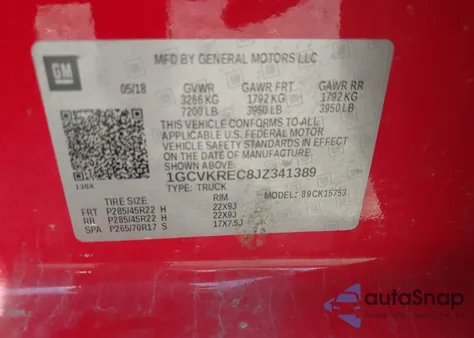 GM
MFD BY GENERAL MOTORS LLC
05/18 GVWR GAWR FRT GAWR RR
3266 KG 1792 KG 1792 KG
7200 LB 3950 LB 3950 LB
THIS VEHICLE CONFORMS TO ALL
APPLICABLE U.S. FEDERAL MOTOR
VEHICLE SAFETY STANDARDS IN EFFECT
ON THE DATE OF MANUFACTURE
SHOWN ABOVE.
1GCVKREC8JZ341389
TYPE: TRUCK MODEL: 89CK15753
TIRE SIZE RIM
FRT P285/45R22 H 22X9J
RR P285/45R22 H 22X9J
SPA P265/70R17 S 17X7.5J
autoSnap